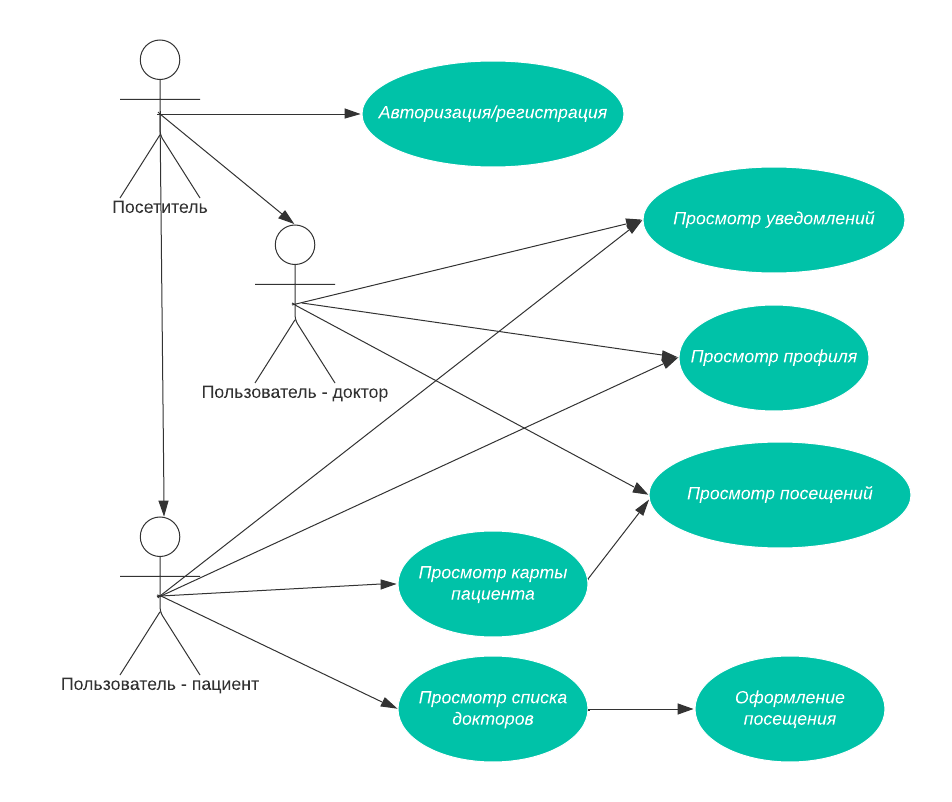 Авторизация/регистрация
Посетитель
Просмотр уведомлений
Просмотр профиля
Пользователь - доктор
Просмотр посещений
Просмотр карты
пациента
Пользователь - пациент
Просмотр списка
докторов
Оформление
посещения